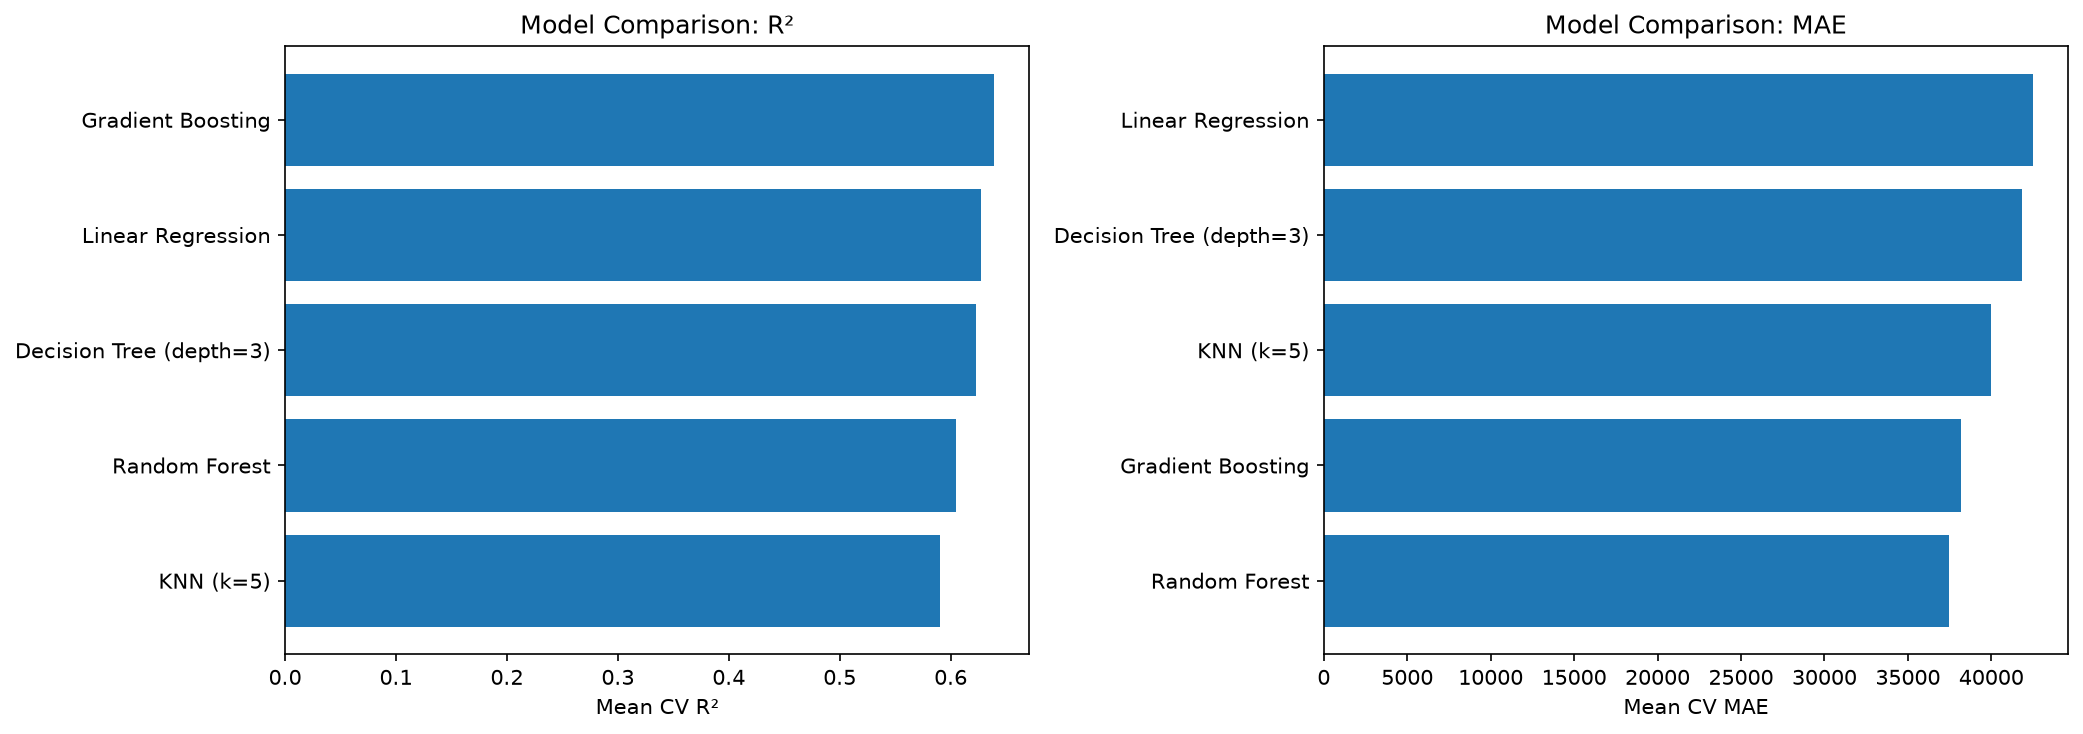 Model Comparison: R²
Gradient Boosting
Linear Regression
Decision Tree (depth=3)
Random Forest
KNN (k=5)
0.0 0.1 0.2 0.3 0.4 0.5 0.6
Mean CV R²
Model Comparison: MAE
Linear Regression
Decision Tree (depth=3)
KNN (k=5)
Gradient Boosting
Random Forest
0 5000 10000 15000 20000 25000 30000 35000 40000
Mean CV MAE